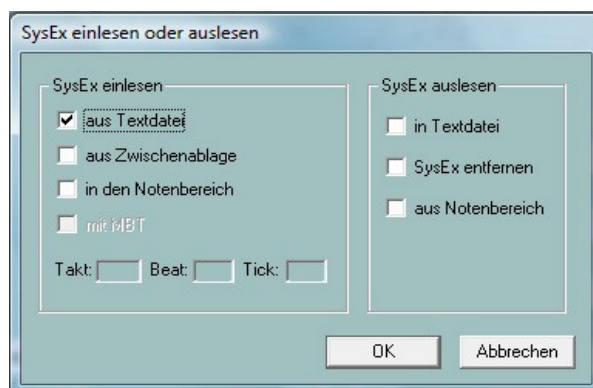 SysEx einlesen oder auslesen
SysEx einlesen
aus Textdatei
aus Zwischenablage
in den Notenbereich
mit MBT
Takt: Beat: Tick:
SysEx auslesen
in Textdatei
SysEx entfernen
aus Notenbereich
OK Abbrechen